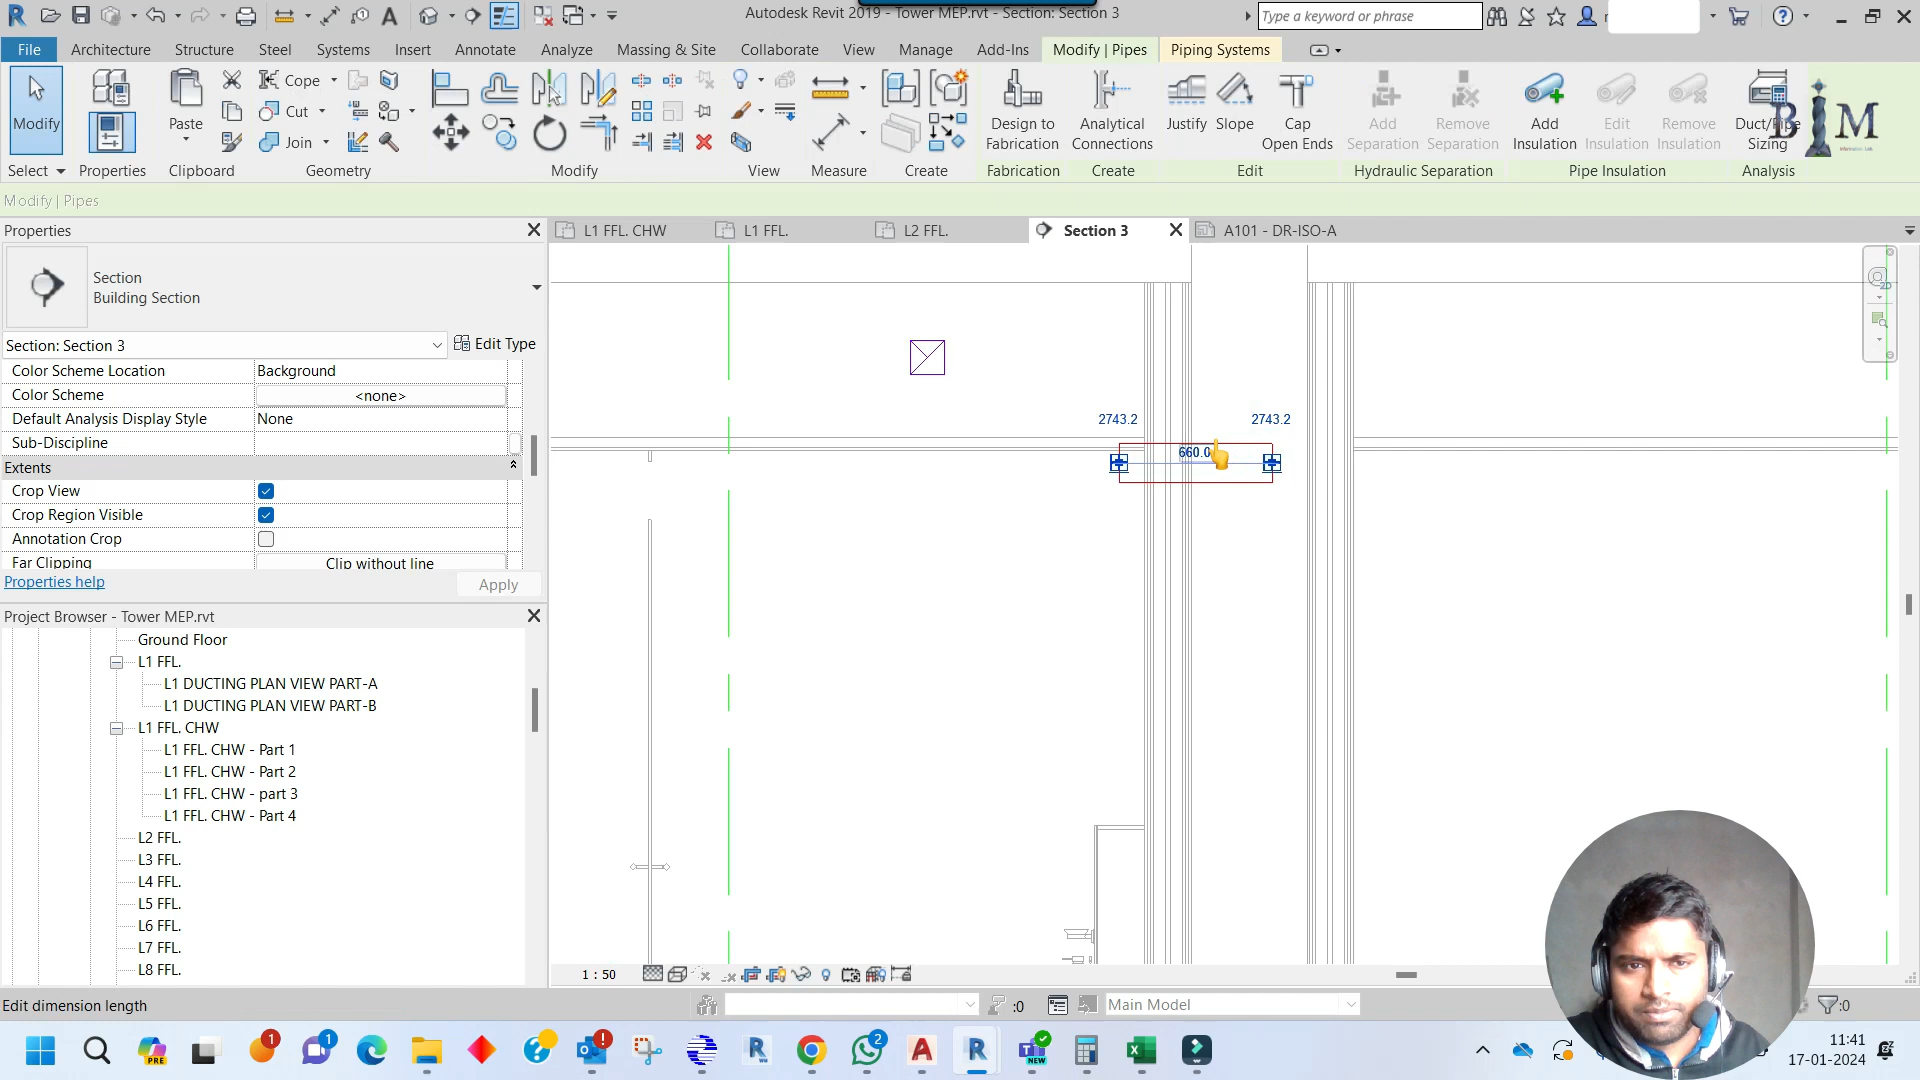 Autodesk Revit 2019 - Tower MEP.rvt - Section: Section 3
Type a keyword or phrase
File Architecture Structure Steel Systems Insert Annotate Analyze Massing & Site Collaborate View Manage Add-Ins Modify | Pipes Piping Systems
Modify
Paste
Cope
Cut
Join
Design to Fabrication
Analytical Connections
Justify
Slope
Cap Open Ends
Add Separation
Remove Separation
Add Insulation
Edit Insulation
Remove Insulation
Duct/Pipe Sizing
BIM
Select Properties Clipboard Geometry Modify View Measure Create Fabrication Create Edit Hydraulic Separation Pipe Insulation Analysis
Modify | Pipes
Properties
L1 FFL. CHW
L1 FFL.
L2 FFL.
Section 3
A101 - DR-ISO-A
Section
Building Section
Section: Section 3
Edit Type
Color Scheme Location Background
Color Scheme <none>
Default Analysis Display Style None
Sub-Discipline
Extents
Crop View
Crop Region Visible
Annotation Crop
Far Clipping Clip without line
Properties help
Apply
2743.2 2743.2
660.0
2D
Project Browser - Tower MEP.rvt
Ground Floor
L1 FFL.
L1 DUCTING PLAN VIEW PART-A
L1 DUCTING PLAN VIEW PART-B
L1 FFL. CHW
L1 FFL. CHW - Part 1
L1 FFL. CHW - Part 2
L1 FFL. CHW - part 3
L1 FFL. CHW - Part 4
L2 FFL.
L3 FFL.
L4 FFL.
L5 FFL.
L6 FFL.
L7 FFL.
L8 FFL.
1 : 50
Edit dimension length
:0
Main Model
:0
PRE
1
1
2
NEW
11:41
17-01-2024